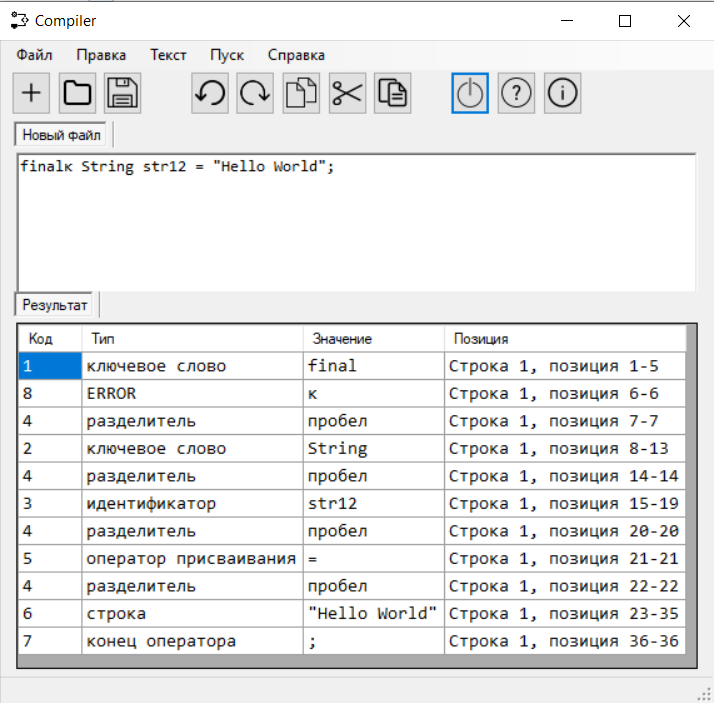 Compiler
Файл Правка Текст Пуск Справка
Новый файл
finalк String str12 = "Hello World";
Результат
Код Тип Значение Позиция
1 ключевое слово final Строка 1, позиция 1-5
8 ERROR к Строка 1, позиция 6-6
4 разделитель пробел Строка 1, позиция 7-7
2 ключевое слово String Строка 1, позиция 8-13
4 разделитель пробел Строка 1, позиция 14-14
3 идентификатор str12 Строка 1, позиция 15-19
4 разделитель пробел Строка 1, позиция 20-20
5 оператор присваивания = Строка 1, позиция 21-21
4 разделитель пробел Строка 1, позиция 22-22
6 строка "Hello World" Строка 1, позиция 23-35
7 конец оператора ; Строка 1, позиция 36-36